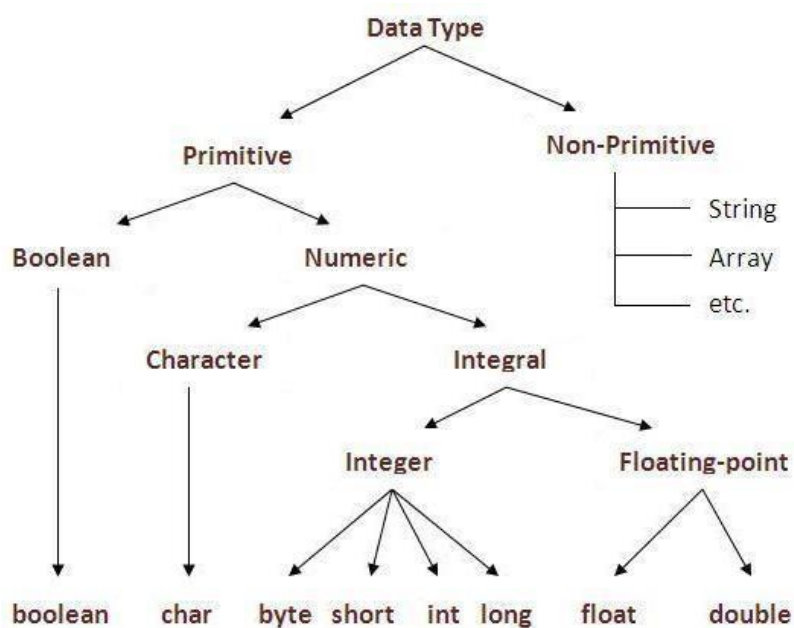 Data Type
Primitive
Non-Primitive
String
Boolean
Numeric
Array
etc.
Character
Integral
Integer
Floating-point
boolean
char
byte
short
int
long
float
double